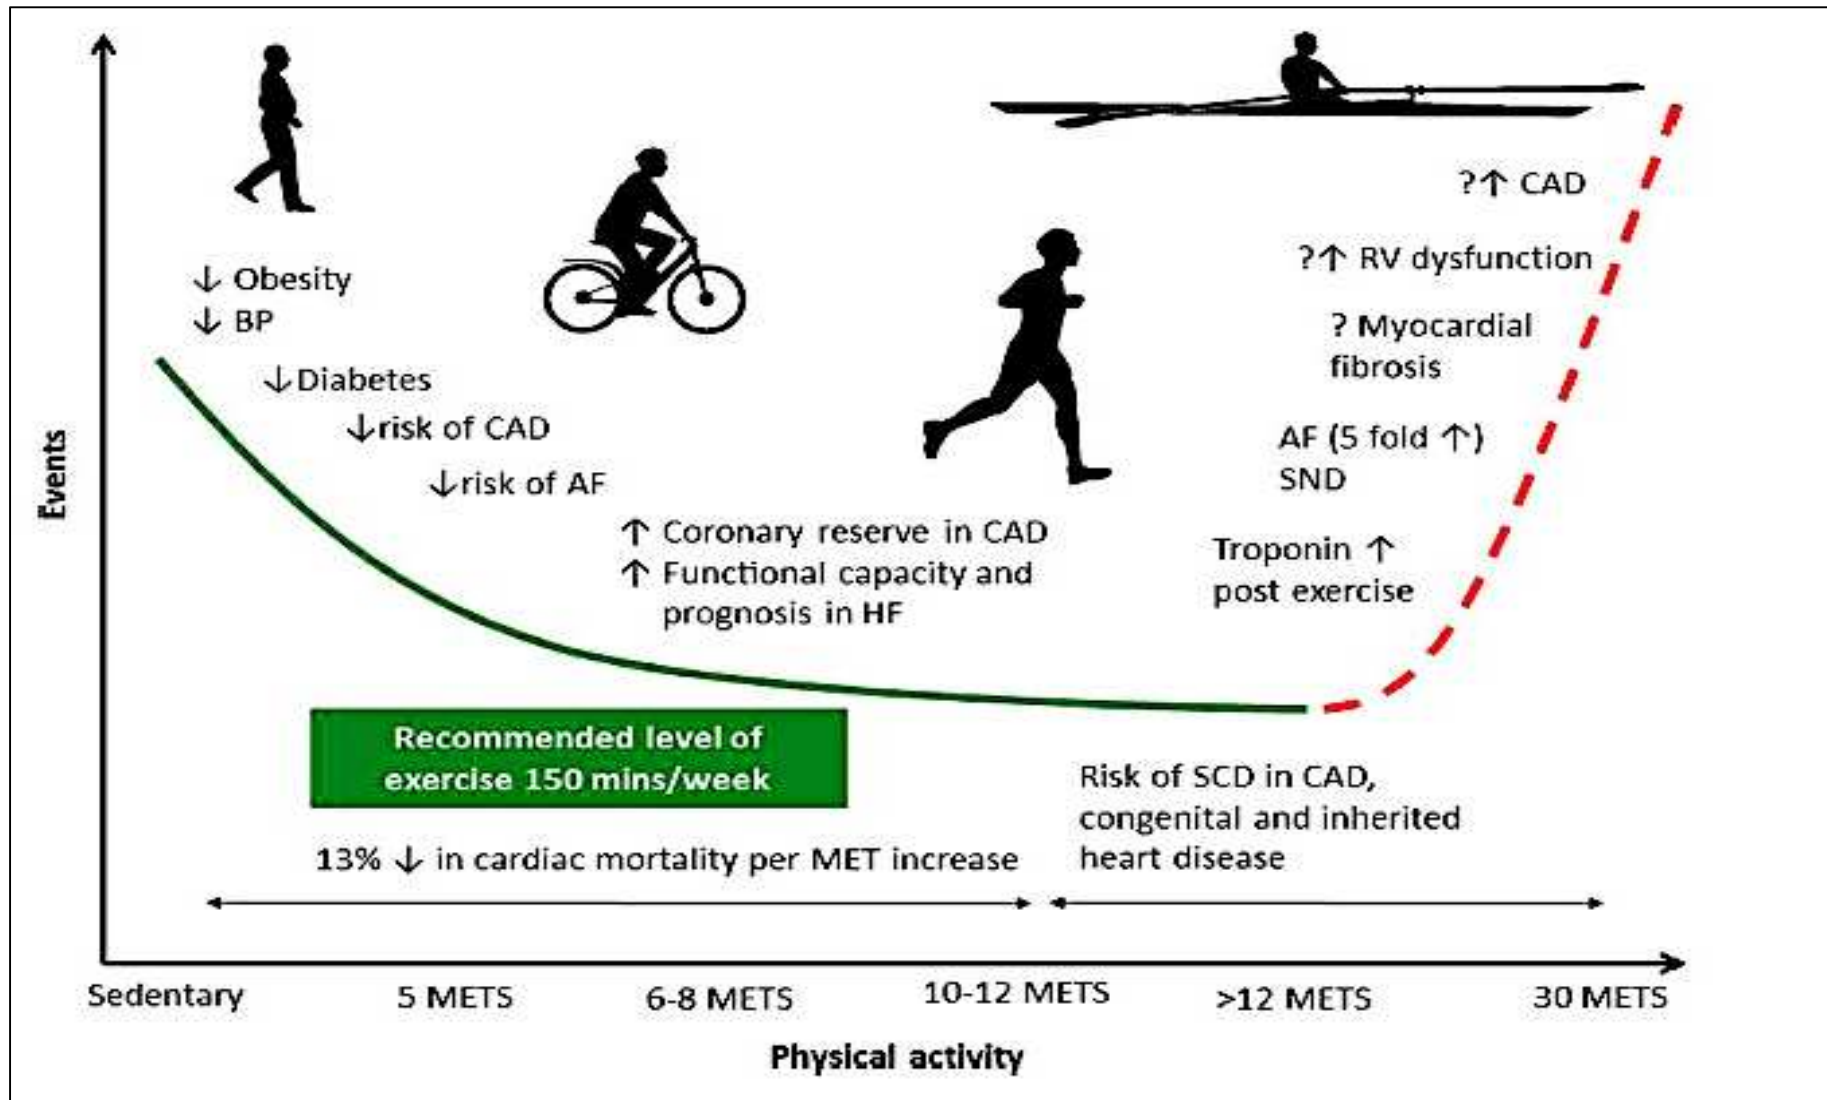 ↓ Obesity
↓ BP
↓Diabetes
↓risk of CAD
↓risk of AF
↑ Coronary reserve in CAD
↑ Functional capacity and
prognosis in HF
?↑ CAD
?↑ RV dysfunction
? Myocardial
fibrosis
AF (5 fold ↑)
SND
Troponin ↑
post exercise
Events
Recommended level of
exercise 150 mins/week
13% ↓ in cardiac mortality per MET increase
Risk of SCD in CAD,
congenital and inherited
heart disease
Sedentary
5 METS
6-8 METS
10-12 METS
>12 METS
30 METS
Physical activity